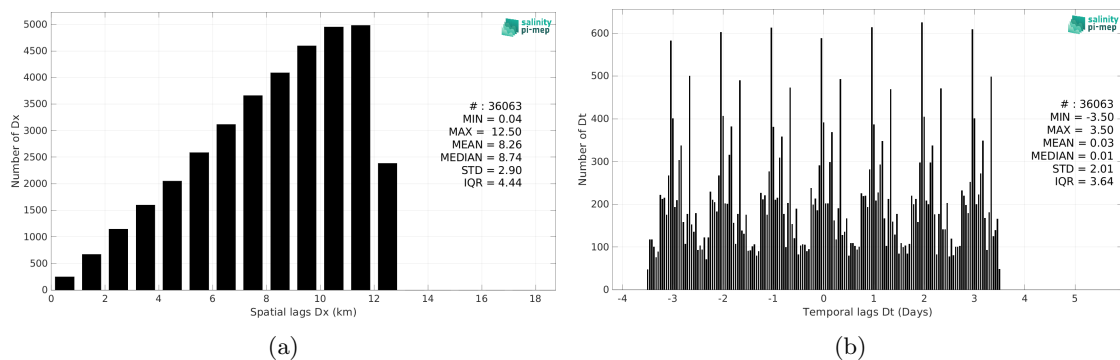 salinity
pi-mep
5000
4500
4000
3500
3000
2500
2000
1500
1000
500
0
Number of Dx
# : 36063
MIN = 0.04
MAX = 12.50
MEAN = 8.26
MEDIAN = 8.74
STD = 2.90
IQR = 4.44
0 2 4 6 8 10 12 14 16 18
Spatial lags Dx (km)
(a)
salinity
pi-mep
600
500
400
300
200
100
0
Number of Dt
# : 36063
MIN = -3.50
MAX = 3.50
MEAN = 0.03
MEDIAN = 0.01
STD = 2.01
IQR = 3.64
-4 -3 -2 -1 0 1 2 3 4 5
Temporal lags Dt (Days)
(b)